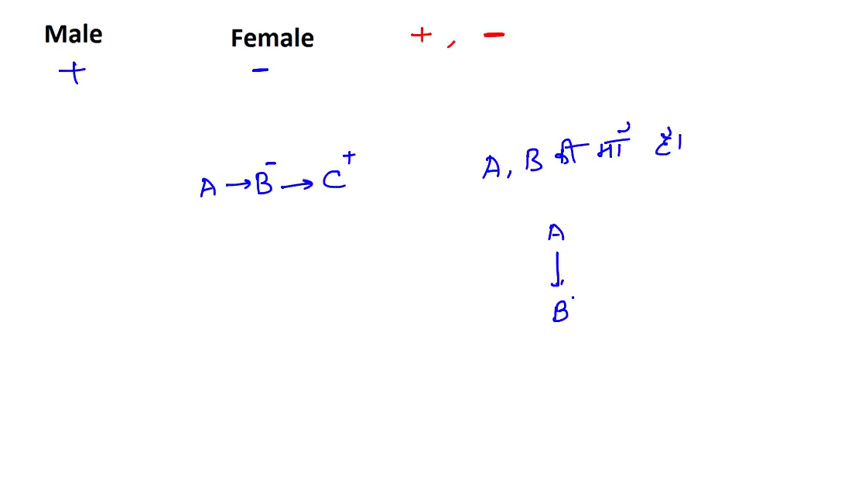 Male Female + , -
+ -
A → B⁻ → C⁺
A, B की माँ है।
A
↓
B